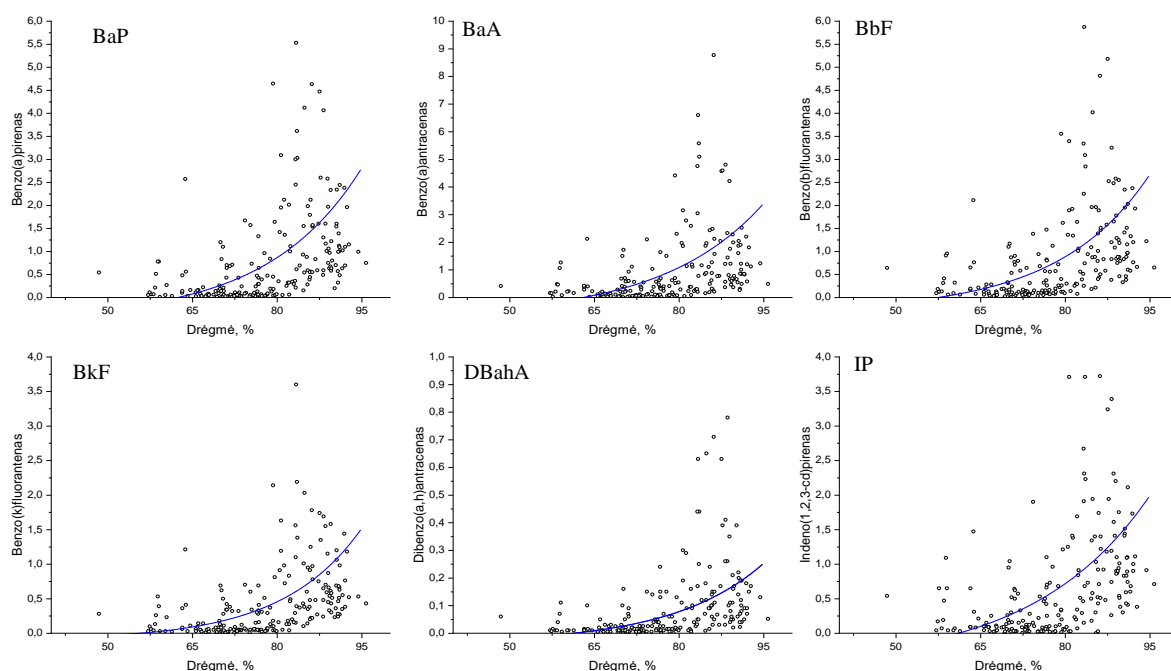 BaP
Benzo(a)pirenas
6,0
5,5
5,0
4,5
4,0
3,5
3,0
2,5
2,0
1,5
1,0
0,5
0,0
50 65 80 95
Drėgmė, %
BaA
Benzo(a)antracenas
10
9
8
7
6
5
4
3
2
1
0
50 65 80 95
Drėgmė, %
BbF
Benzo(b)fluorantenas
6,0
5,5
5,0
4,5
4,0
3,5
3,0
2,5
2,0
1,5
1,0
0,5
0,0
50 65 80 95
Drėgmė, %
BkF
Benzo(k)fluorantenas
4,0
3,5
3,0
2,5
2,0
1,5
1,0
0,5
0,0
50 65 80 95
Drėgmė, %
DBahA
Dibenzo(a,h)antracenas
1,0
0,9
0,8
0,7
0,6
0,5
0,4
0,3
0,2
0,1
0,0
50 65 80 95
Drėgmė, %
IP
Indeno(1,2,3-cd)pirenas
4,0
3,5
3,0
2,5
2,0
1,5
1,0
0,5
0,0
50 65 80 95
Drėgmė, %